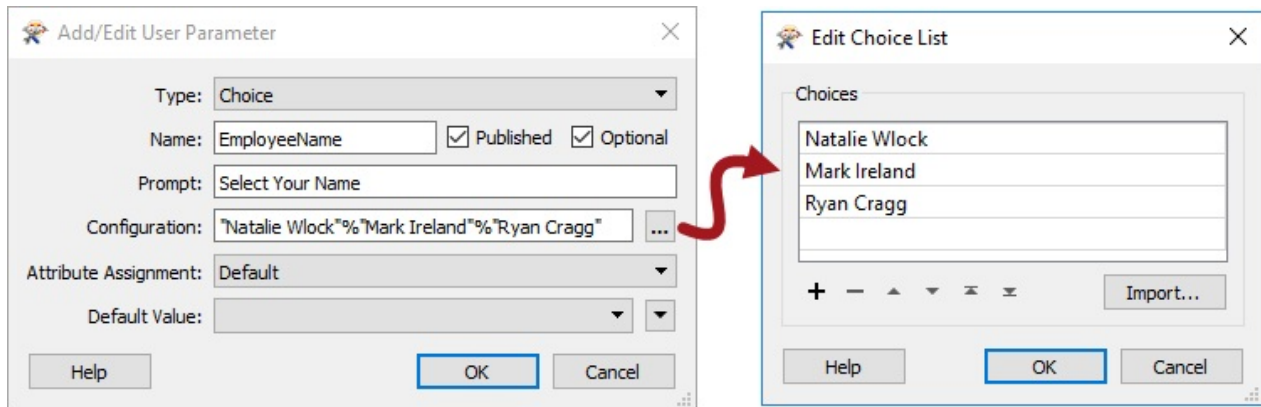 Add/Edit User Parameter
Type: Choice
Name: EmployeeName Published Optional
Prompt: Select Your Name
Configuration: "Natalie Wlock"%"Mark Ireland"%"Ryan Cragg" ...
Attribute Assignment: Default
Default Value:
Help OK Cancel
Edit Choice List
Choices
Natalie Wlock
Mark Ireland
Ryan Cragg
Import...
Help OK Cancel